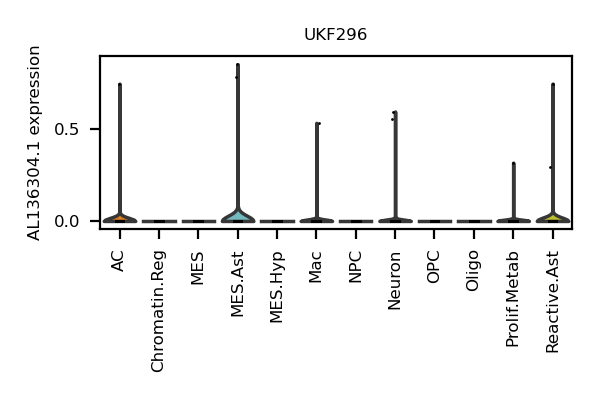 UKF296
AL136304.1 expression
0.5
0.0
AC
Chromatin.Reg
MES
MES.Ast
MES.Hyp
Mac
NPC
Neuron
OPC
Oligo
Prolif.Metab
Reactive.Ast